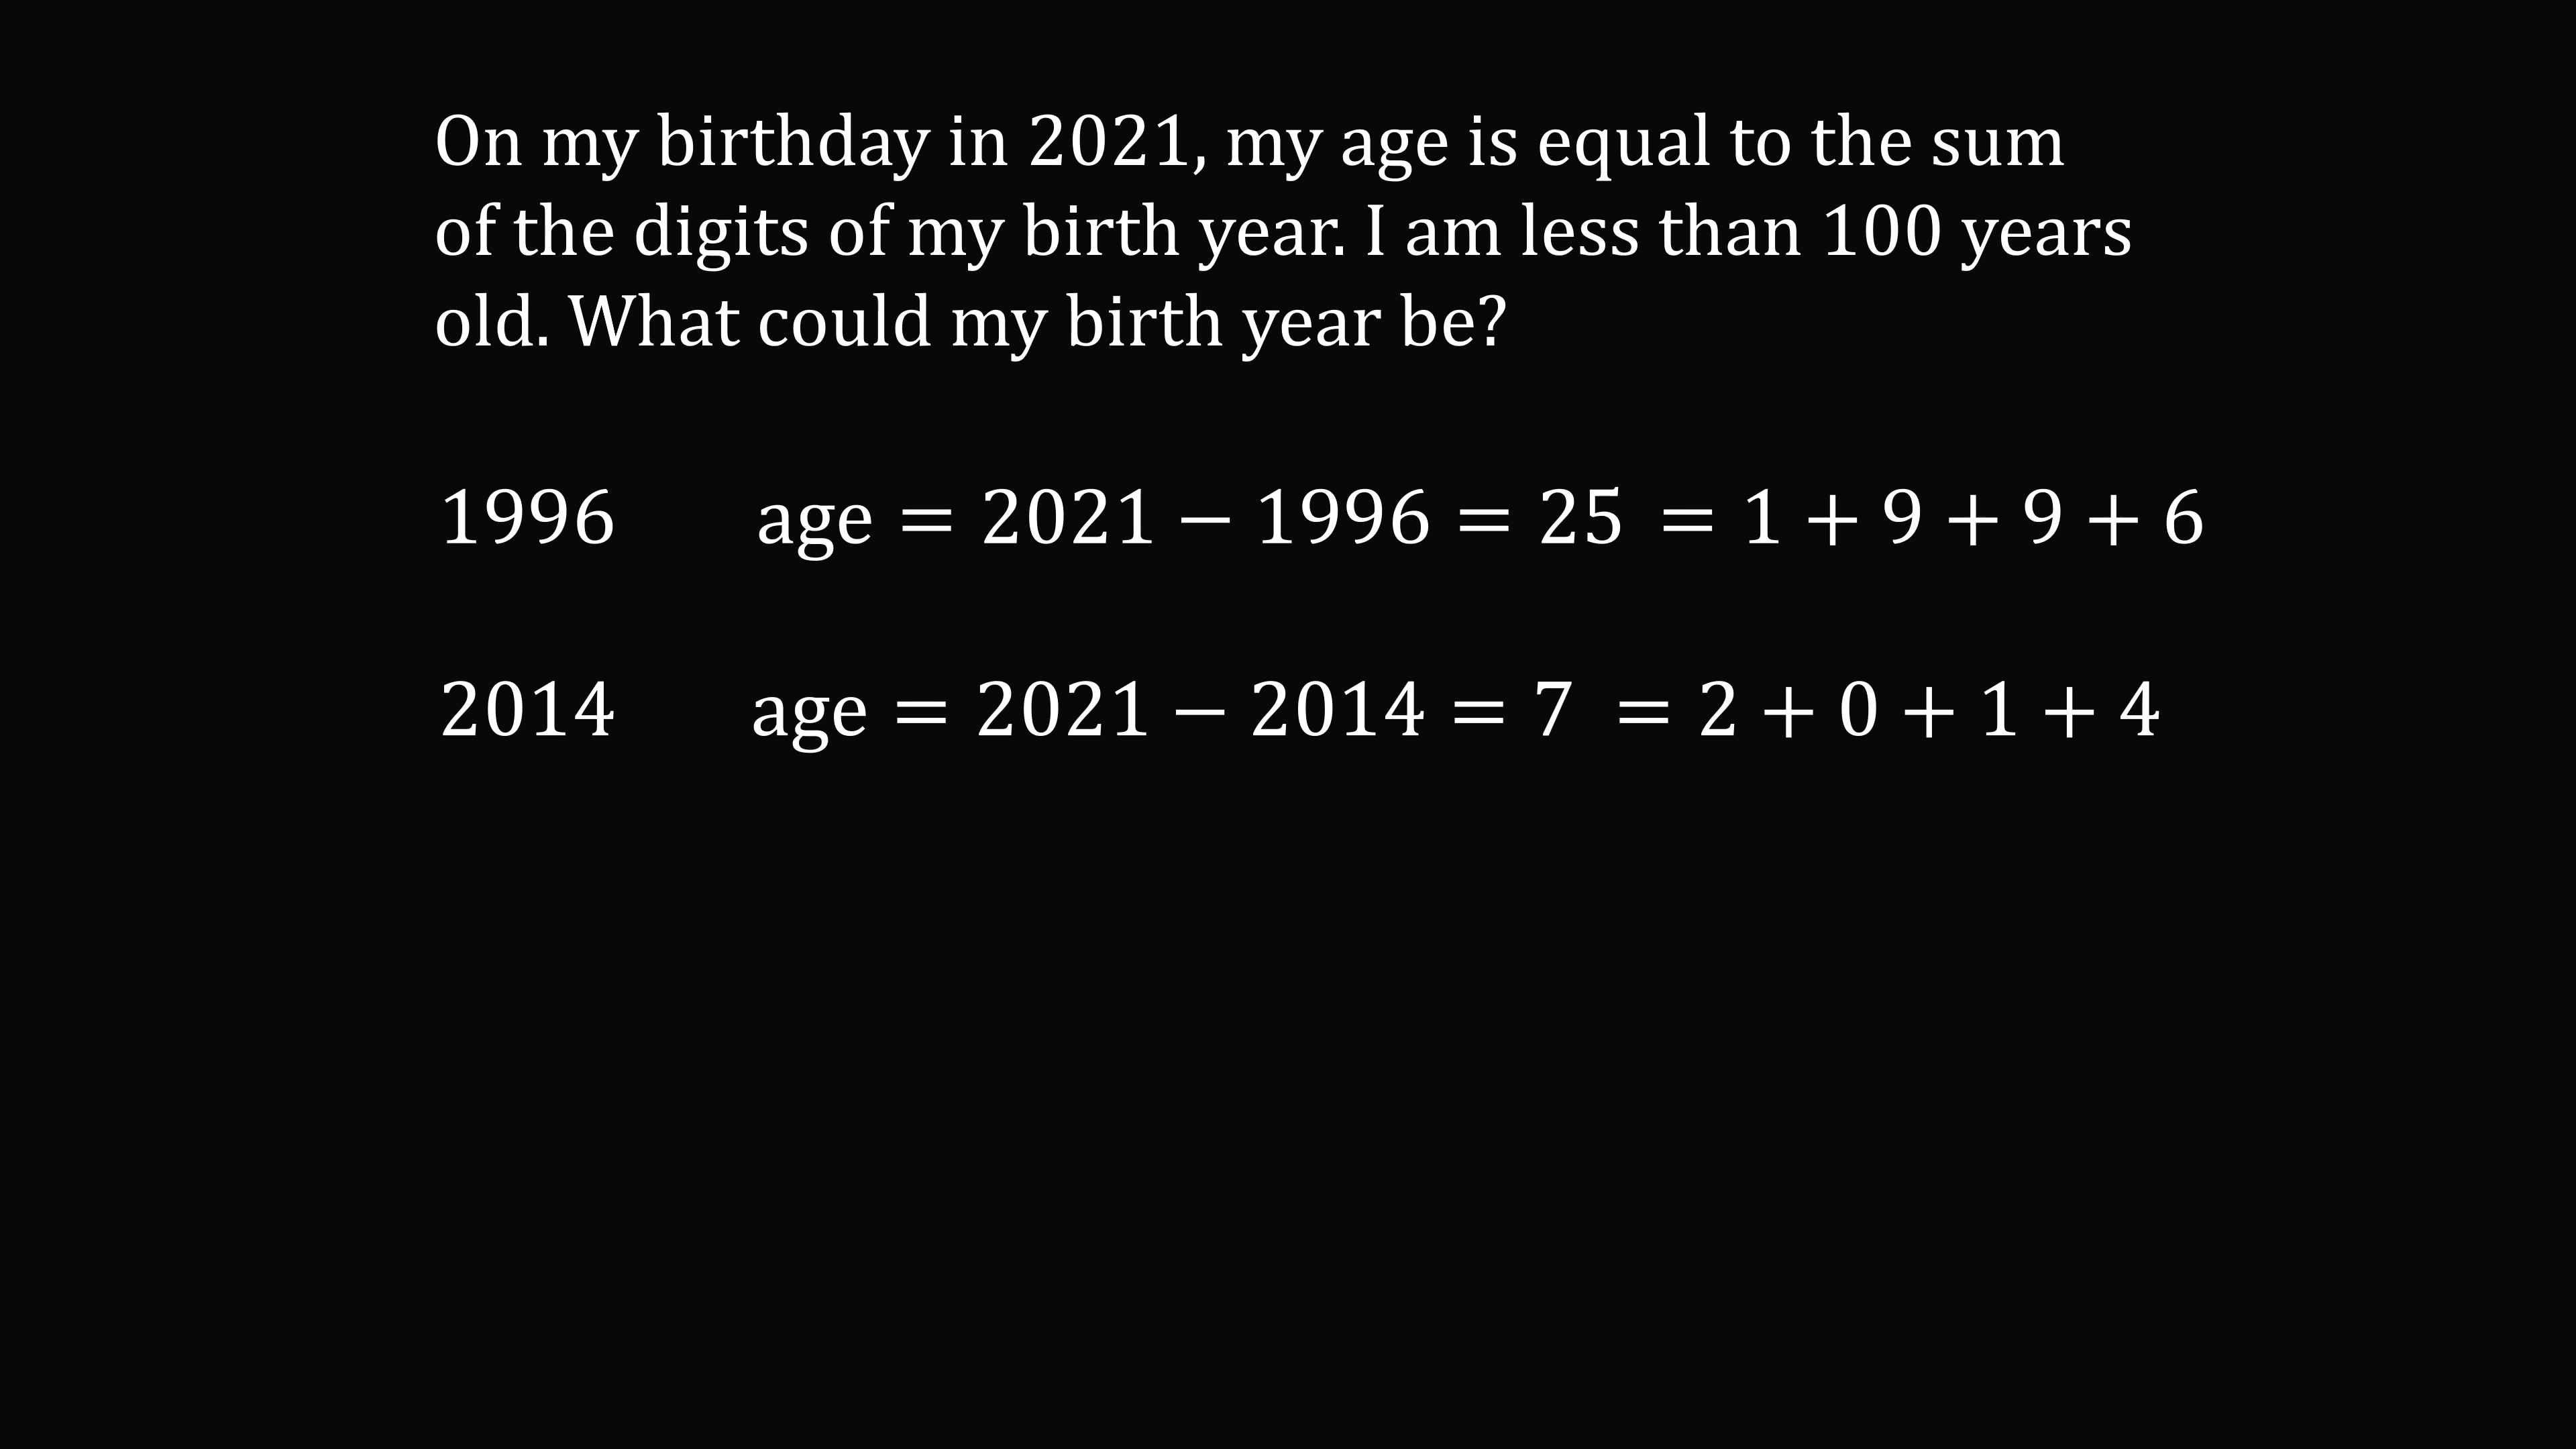 On my birthday in 2021, my age is equal to the sum
of the digits of my birth year. I am less than 100 years
old. What could my birth year be?
1996 age = 2021 − 1996 = 25 = 1 + 9 + 9 + 6
2014 age = 2021 − 2014 = 7 = 2 + 0 + 1 + 4